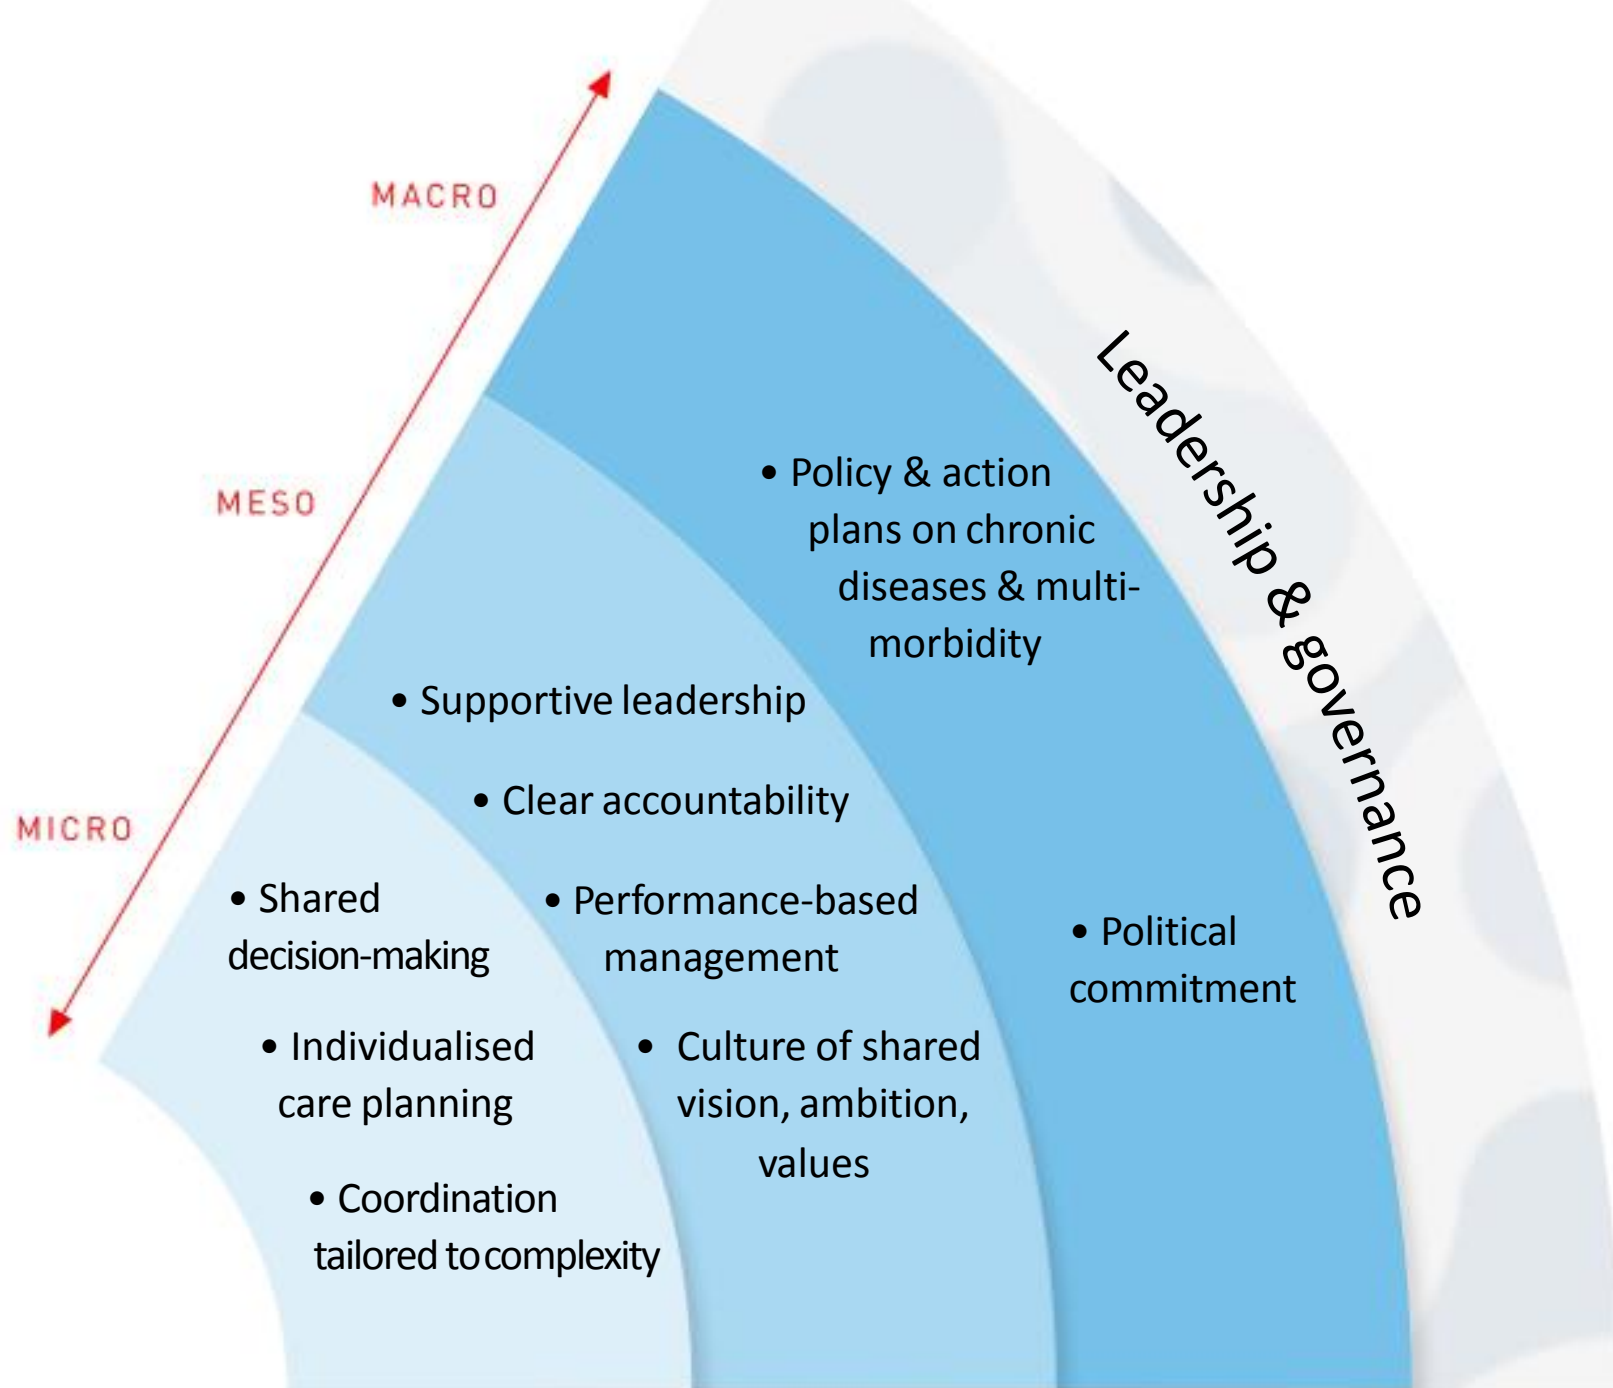 MACRO
MESO
MICRO
Leadership & governance
• Policy & action
plans on chronic
diseases & multi-
morbidity
• Political
commitment
• Supportive leadership
• Clear accountability
• Performance-based
management
• Culture of shared
vision, ambition,
values
• Shared
decision-making
• Individualised
care planning
• Coordination
tailored to complexity